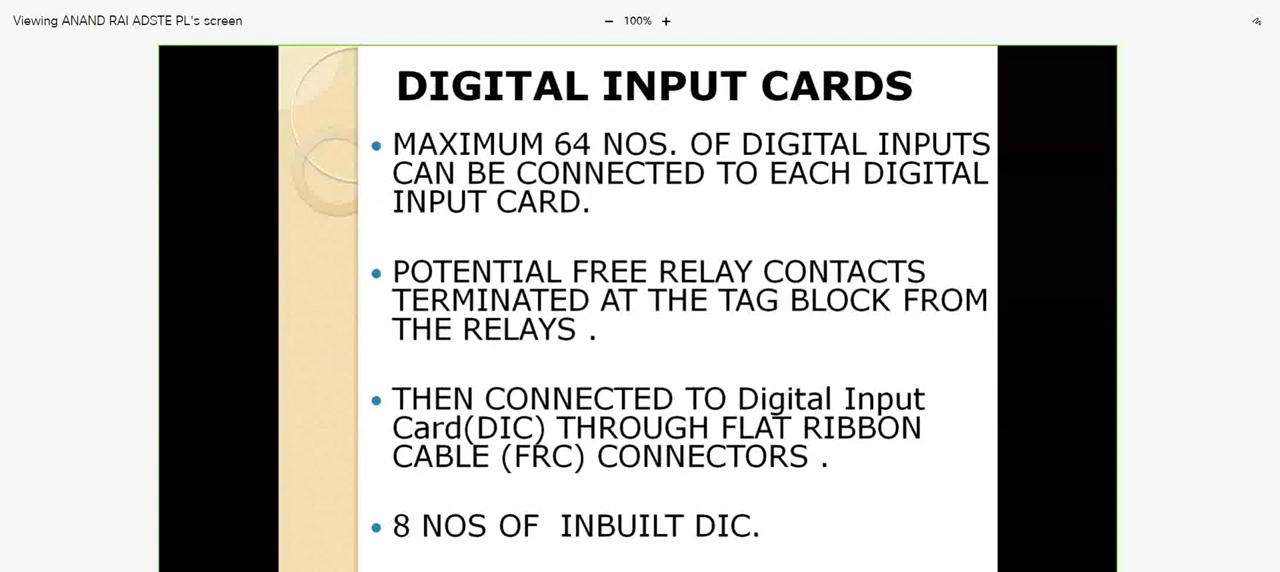 Viewing ANAND RAI ADSTE PL's screen
− 100% +
DIGITAL INPUT CARDS
• MAXIMUM 64 NOS. OF DIGITAL INPUTS
CAN BE CONNECTED TO EACH DIGITAL
INPUT CARD.
• POTENTIAL FREE RELAY CONTACTS
TERMINATED AT THE TAG BLOCK FROM
THE RELAYS .
• THEN CONNECTED TO Digital Input
Card(DIC) THROUGH FLAT RIBBON
CABLE (FRC) CONNECTORS .
• 8 NOS OF  INBUILT DIC.